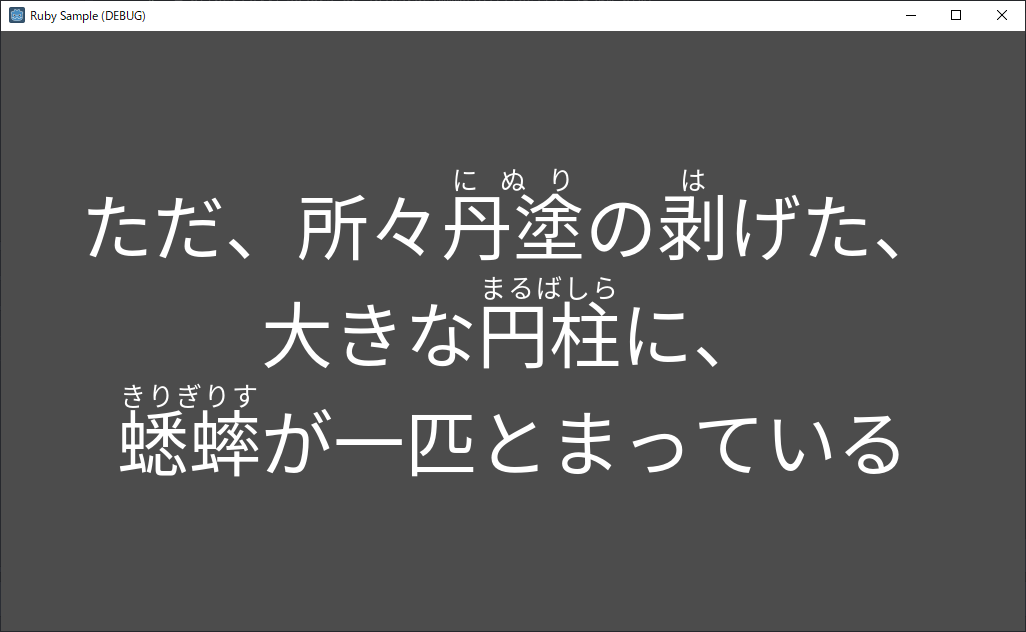 Ruby Sample (DEBUG)
にぬり は
ただ、所々丹塗の剥げた、
まるばしら
大きな円柱に、
きりぎりす
蟋蟀が一匹とまっている